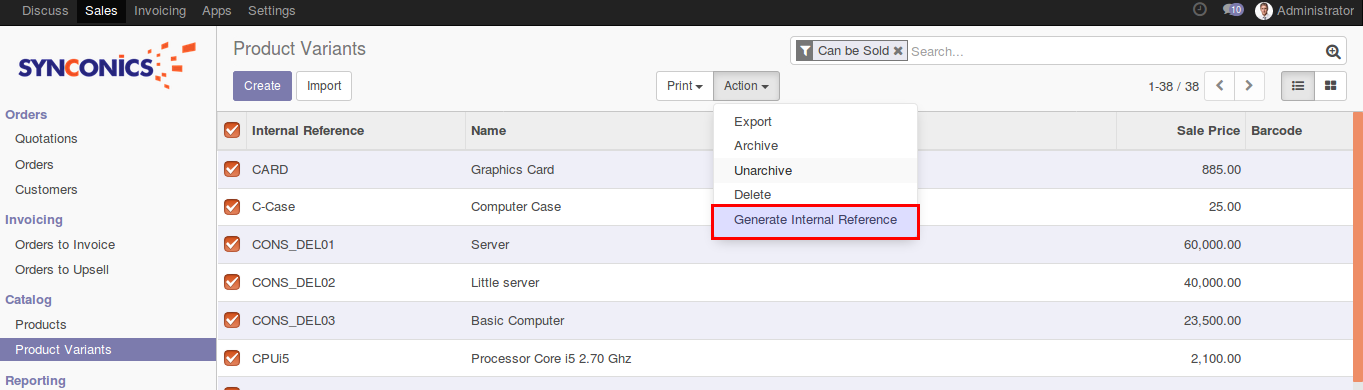 Discuss Sales Invoicing Apps Settings 10 Administrator
SYNCONICS
Product Variants
Can be Sold Search...
Create Import Print Action 1-38 / 38
Orders
Quotations
Orders
Customers
Invoicing
Orders to Invoice
Orders to Upsell
Catalog
Products
Product Variants
Reporting
Export
Archive
Unarchive
Delete
Generate Internal Reference
Internal Reference Name Sale Price Barcode
CARD Graphics Card 885.00
C-Case Computer Case 25.00
CONS_DEL01 Server 60,000.00
CONS_DEL02 Little server 40,000.00
CONS_DEL03 Basic Computer 23,500.00
CPUi5 Processor Core i5 2.70 Ghz 2,100.00